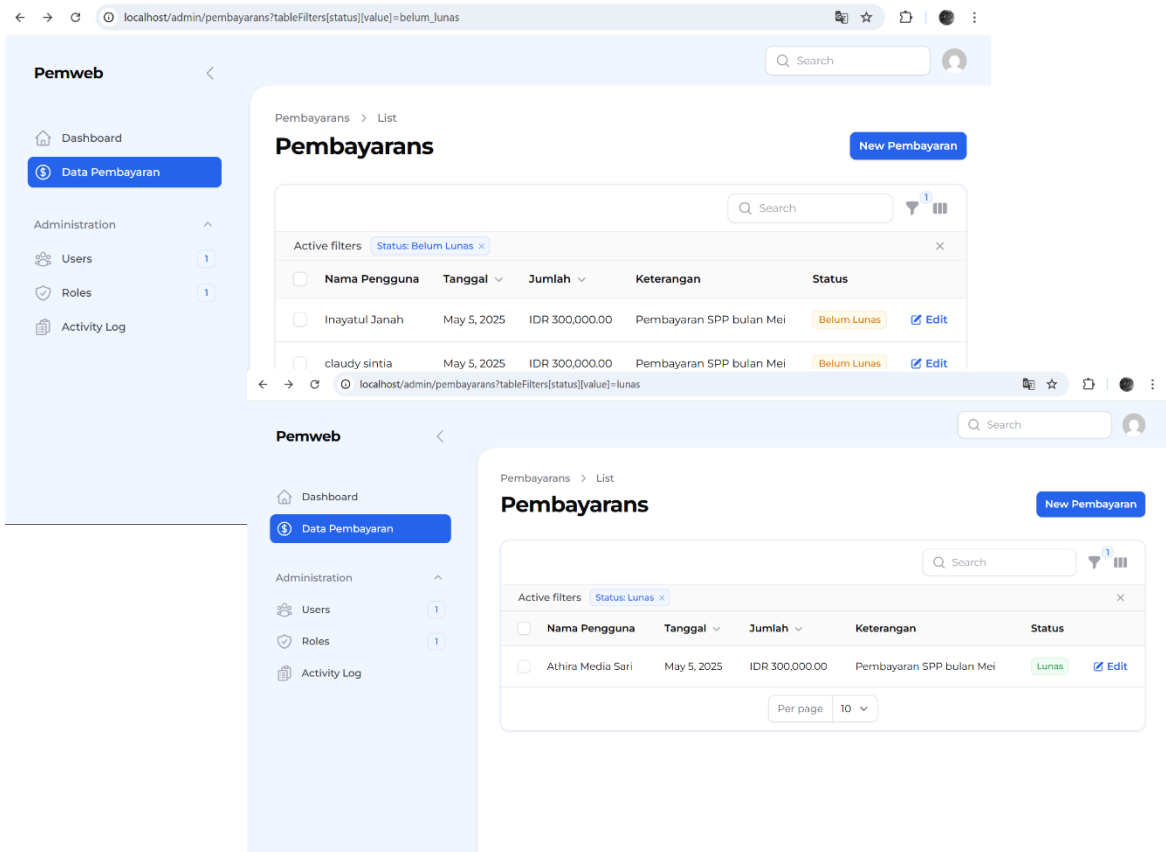 localhost/admin/pembayarans?tableFilters[status][value]=belum_lunas
Pemweb
Search
Dashboard
Data Pembayaran
Administration
Users 1
Roles 1
Activity Log
Pembayarans > List
Pembayarans
New Pembayaran
Search
1
Active filters Status: Belum Lunas ×
Nama Pengguna Tanggal Jumlah Keterangan Status
Inayatul Janah May 5, 2025 IDR 300,000.00 Pembayaran SPP bulan Mei Belum Lunas Edit
claudy sintia May 5, 2025 IDR 300,000.00 Pembayaran SPP bulan Mei Belum Lunas Edit
localhost/admin/pembayarans?tableFilters[status][value]=lunas
Pemweb
Search
Dashboard
Data Pembayaran
Administration
Users 1
Roles 1
Activity Log
Pembayarans > List
Pembayarans
New Pembayaran
Search
1
Active filters Status: Lunas ×
Nama Pengguna Tanggal Jumlah Keterangan Status
Athira Media Sari May 5, 2025 IDR 300,000.00 Pembayaran SPP bulan Mei Lunas Edit
Per page 10